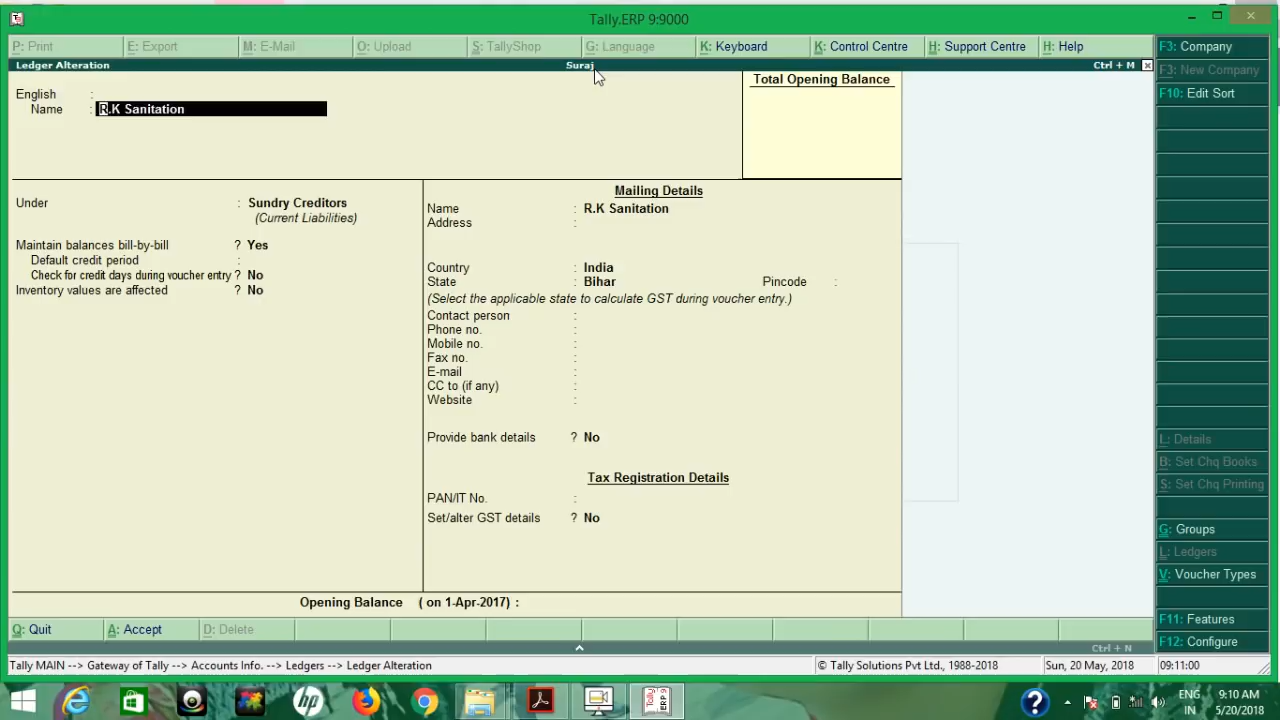 Tally.ERP 9:9000
P: Print E: Export M: E-Mail O: Upload S: TallyShop G: Language K: Keyboard K: Control Centre H: Support Centre H: Help
F3: Company
Ledger Alteration Suraj Ctrl + M
F3: New Company
Total Opening Balance
F10: Edit Sort
English :
Name : R.K Sanitation
Mailing Details
Under : Sundry Creditors
(Current Liabilities)
Name : R.K Sanitation
Address :
Maintain balances bill-by-bill ? Yes
Default credit period :
Check for credit days during voucher entry ? No
Inventory values are affected ? No
Country : India
State : Bihar Pincode :
(Select the applicable state to calculate GST during voucher entry.)
Contact person :
Phone no. :
Mobile no. :
Fax no. :
E-mail :
CC to (if any) :
Website :
Provide bank details ? No
Tax Registration Details
PAN/IT No. :
Set/alter GST details ? No
L: Details
B: Set Chq Books
S: Set Chq Printing
G: Groups
L: Ledgers
V: Voucher Types
F11: Features
F12: Configure
Opening Balance ( on 1-Apr-2017) :
Q: Quit A: Accept D: Delete
Ctrl + N
Tally MAIN --> Gateway of Tally --> Accounts Info. --> Ledgers --> Ledger Alteration © Tally Solutions Pvt Ltd., 1988-2018 Sun, 20 May, 2018 09:11:00
hp
Tally ERP 9
ENG
IN
9:10 AM
5/20/2018